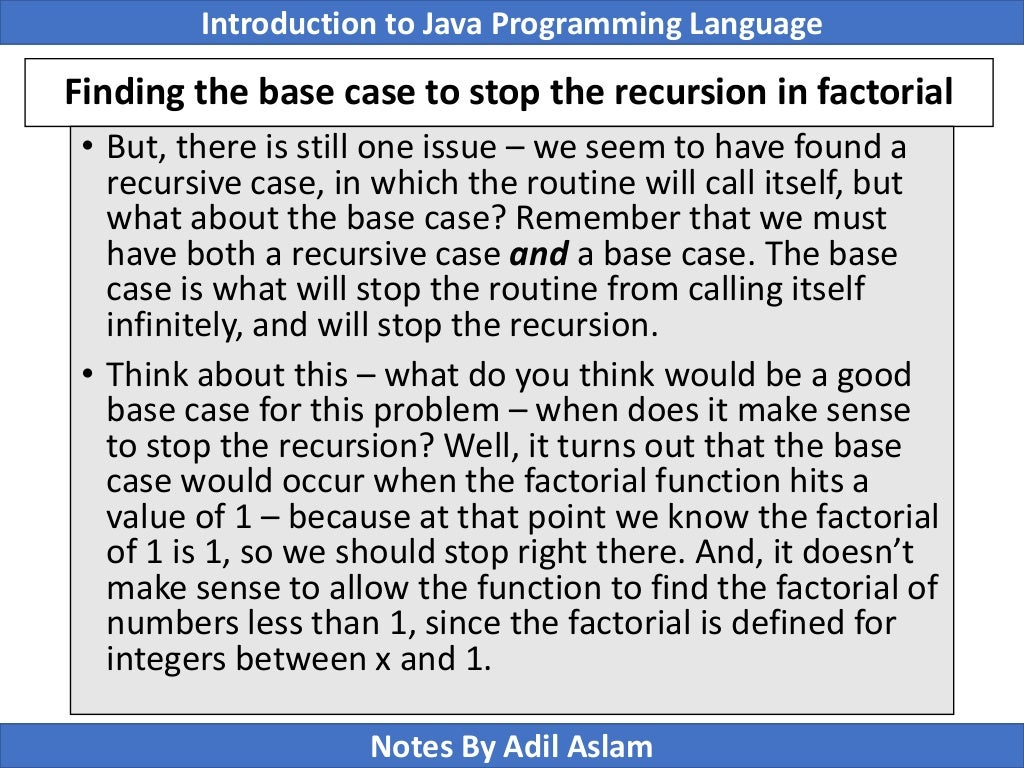 Introduction to Java Programming Language
Finding the base case to stop the recursion in factorial
• But, there is still one issue – we seem to have found a
recursive case, in which the routine will call itself, but
what about the base case? Remember that we must
have both a recursive case and a base case. The base
case is what will stop the routine from calling itself
infinitely, and will stop the recursion.
• Think about this – what do you think would be a good
base case for this problem – when does it make sense
to stop the recursion? Well, it turns out that the base
case would occur when the factorial function hits a
value of 1 – because at that point we know the factorial
of 1 is 1, so we should stop right there. And, it doesn’t
make sense to allow the function to find the factorial of
numbers less than 1, since the factorial is defined for
integers between x and 1.
Notes By Adil Aslam